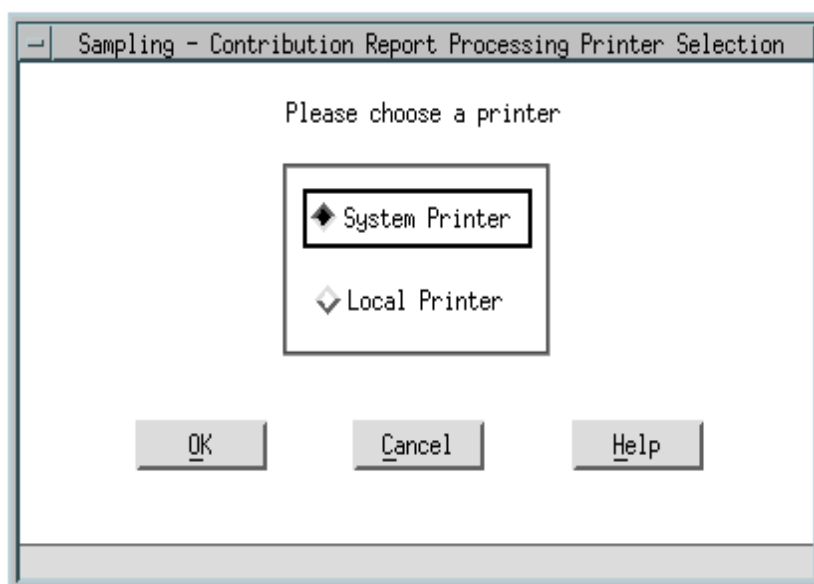 Sampling - Contribution Report Processing Printer Selection
Please choose a printer
System Printer
Local Printer
OK Cancel Help